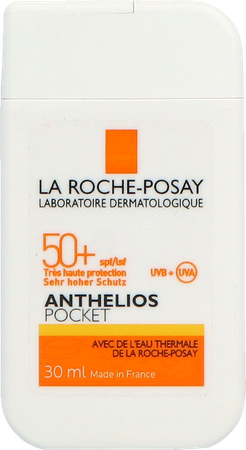 LA ROCHE-POSAY
LABORATOIRE DERMATOLOGIQUE
50+ spf/lsf
Très haute protection
Sehr hoher Schutz
UVB + UVA
ANTHELIOS
POCKET
AVEC DE L'EAU THERMALE
DE LA ROCHE-POSAY
30 ml Made in France